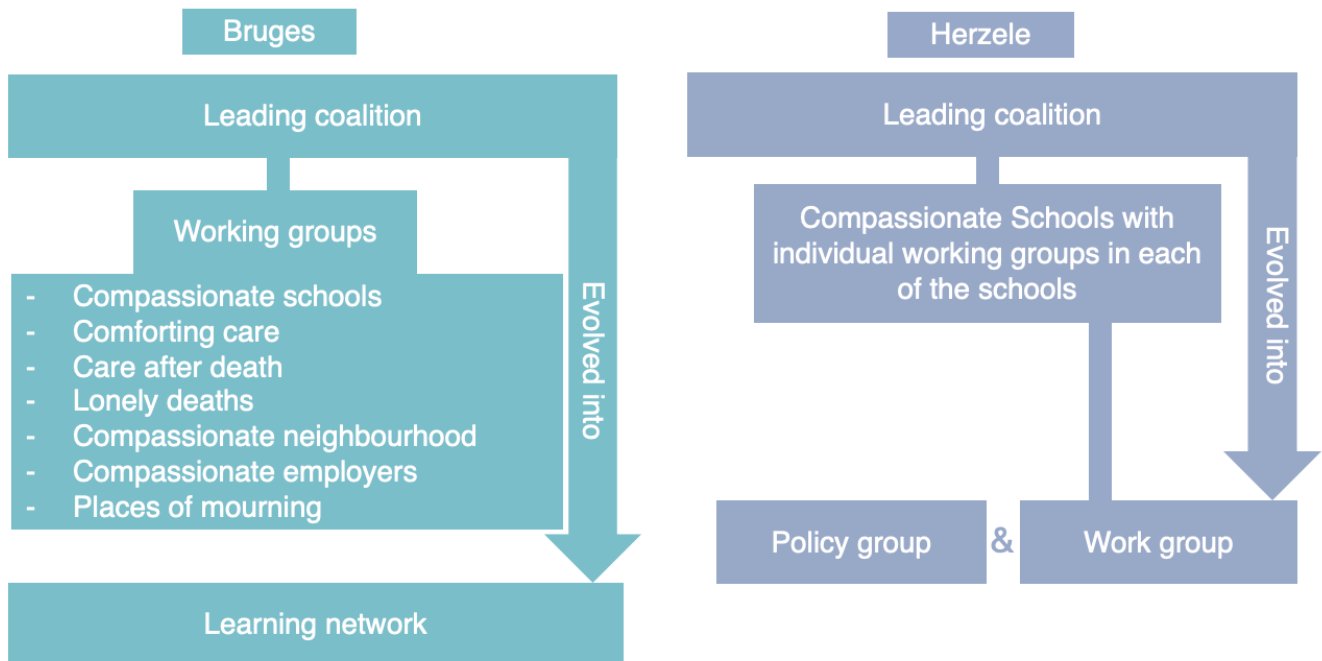 Bruges
Leading coalition
Working groups
- Compassionate schools
- Comforting care
- Care after death
- Lonely deaths
- Compassionate neighbourhood
- Compassionate employers
- Places of mourning
Evolved into
Learning network
Herzele
Leading coalition
Compassionate Schools with
individual working groups in each
of the schools
Evolved into
Policy group & Work group